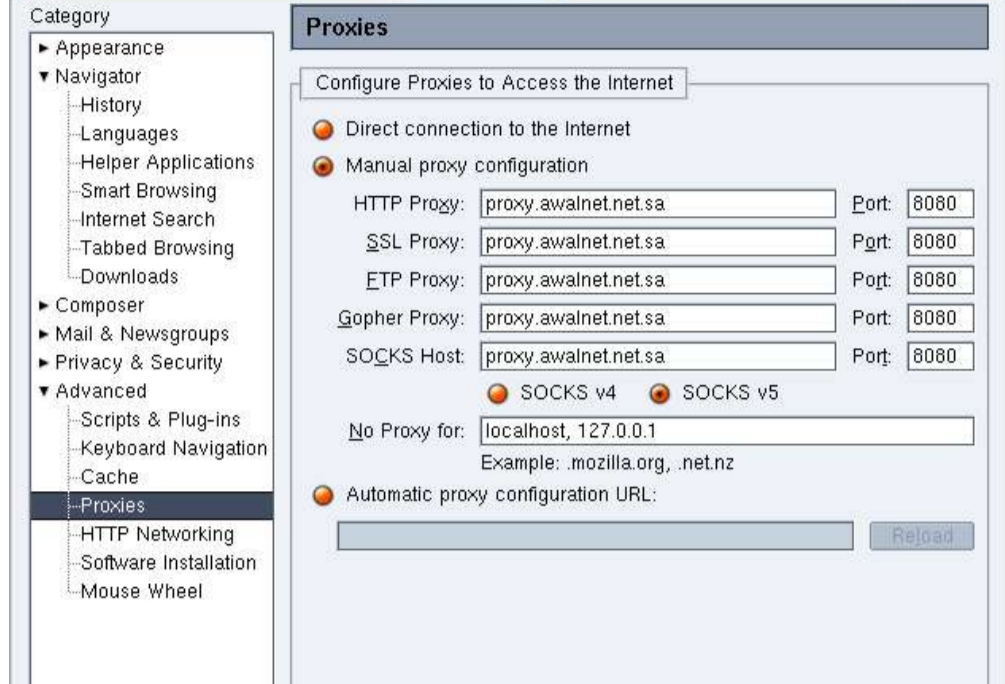 Category
Appearance
Navigator
History
Languages
Helper Applications
Smart Browsing
Internet Search
Tabbed Browsing
Downloads
Composer
Mail & Newsgroups
Privacy & Security
Advanced
Scripts & Plug-ins
Keyboard Navigation
Cache
Proxies
HTTP Networking
Software Installation
Mouse Wheel
Proxies
Configure Proxies to Access the Internet
Direct connection to the Internet
Manual proxy configuration
HTTP Proxy: proxy.awalnet.net.sa Port: 8080
SSL Proxy: proxy.awalnet.net.sa Port: 8080
FTP Proxy: proxy.awalnet.net.sa Port: 8080
Gopher Proxy: proxy.awalnet.net.sa Port: 8080
SOCKS Host: proxy.awalnet.net.sa Port: 8080
SOCKS v4 SOCKS v5
No Proxy for: localhost, 127.0.0.1
Example: .mozilla.org, .net.nz
Automatic proxy configuration URL:
Reload